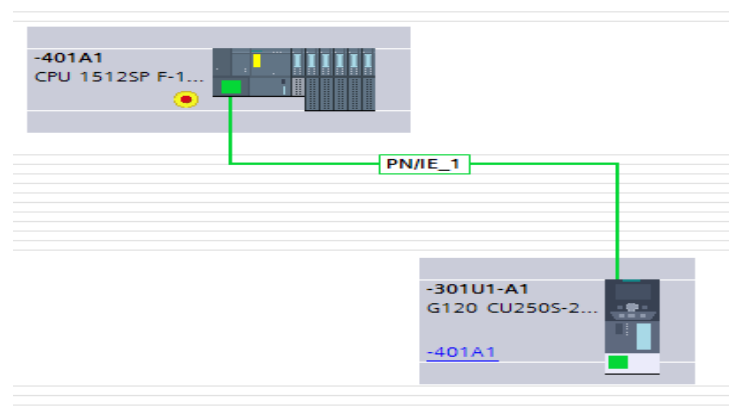 -401A1
CPU 1512SP F-1...
PN/IE_1
-301U1-A1
G120 CU250S-2...
-401A1